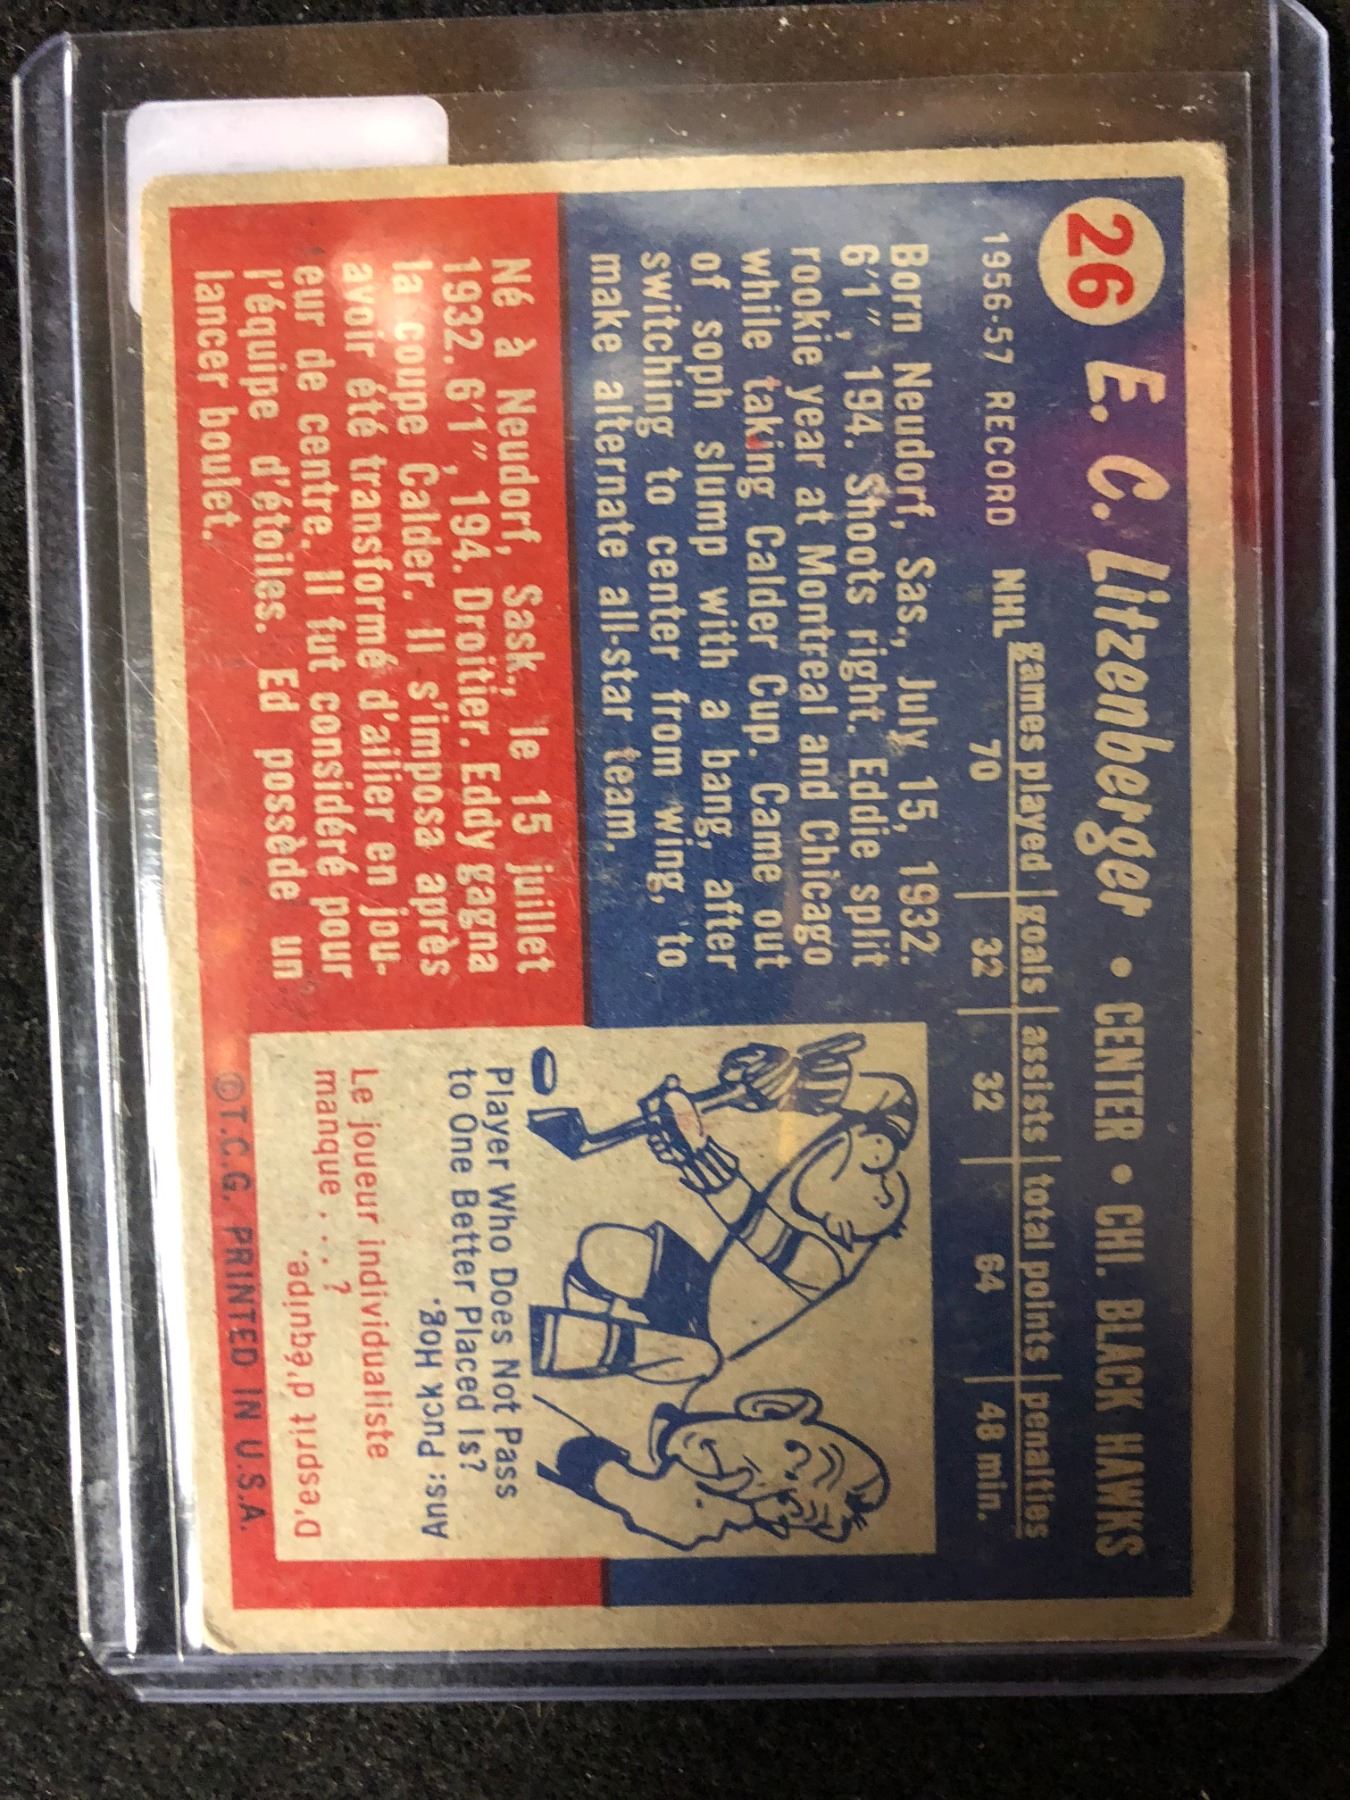 26 E. C. Litzenberger • CENTER • CHI. BLACK HAWKS
1956-57 RECORD NHL games played goals assists total points penalties
70 32 32 64 48 min.
Born Neudorf, Sas., July 15, 1932.
6'1", 194. Shoots right. Eddie split
rookie year at Montreal and Chicago
while taking Calder Cup. Came out
of soph slump with a bang, after
switching to center from wing, to
make alternate all-star team.
Né à Neudorf, Sask., le 15 juillet
1932. 6'1", 194. Droitier. Eddy gagna
la coupe Calder. Il s'imposa après
avoir été transformé d'ailier en jou-
eur de centre. Il fut considéré pour
l'équipe d'étoiles. Ed possède un
lancer boulet.
Player Who Does Not Pass
to One Better Placed Is?
Ans: Puck Hog.
Le joueur individualiste
manque . . . ?
D'esprit d'équipe.
©T.C.G. PRINTED IN U.S.A.